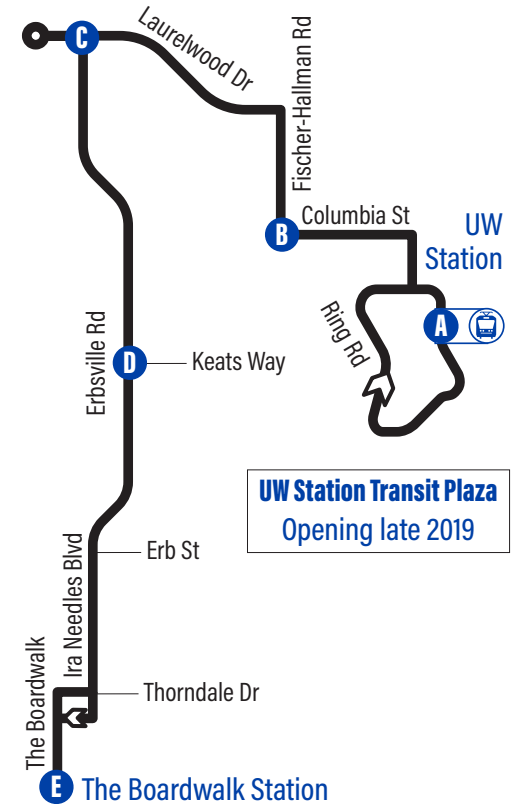 C
Laurelwood Dr
Fischer-Hallman Rd
B
Columbia St
UW
Station
A
Ring Rd
Erbsville Rd
D
Keats Way
UW Station Transit Plaza
Opening late 2019
Ira Needles Blvd
Erb St
The Boardwalk
Thorndale Dr
E
The Boardwalk Station